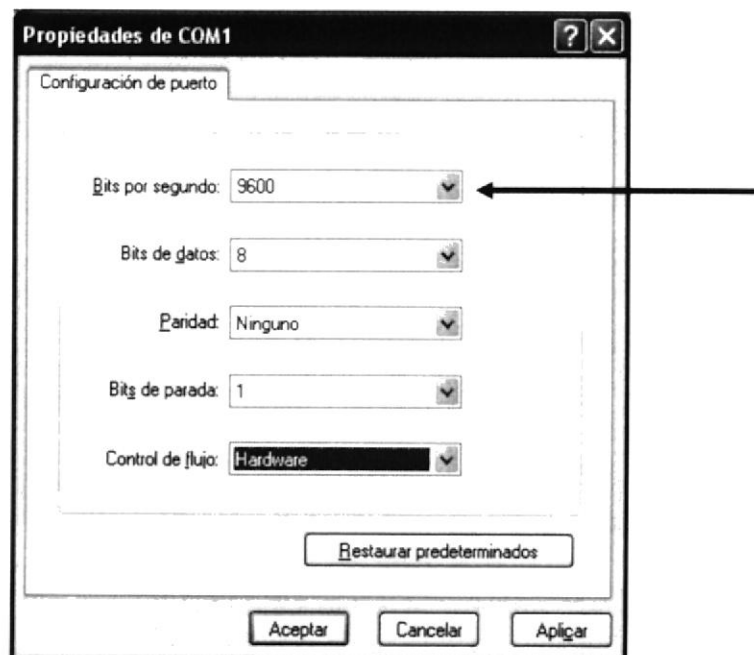 Propiedades de COM1
Configuración de puerto
Bits por segundo: 9600
Bits de datos: 8
Paridad: Ninguno
Bits de parada: 1
Control de flujo: Hardware
Restaurar predeterminados
Aceptar Cancelar Aplicar